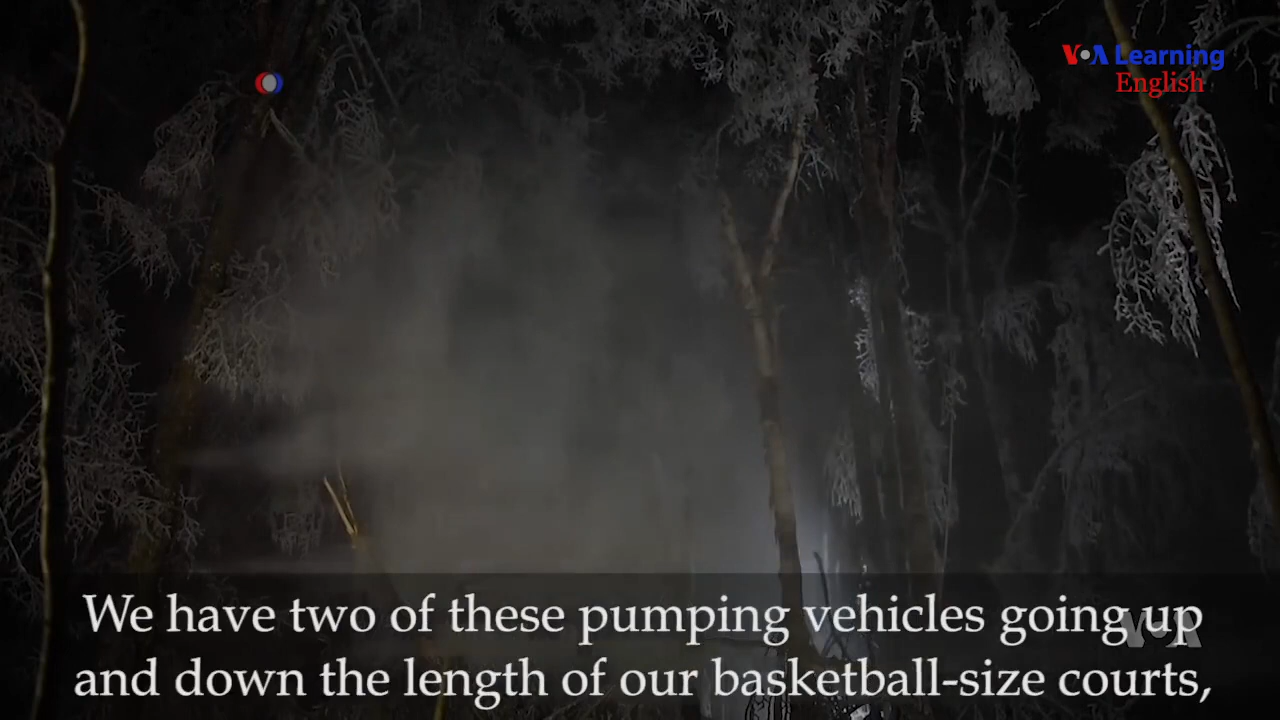 VOA Learning
English
We have two of these pumping vehicles going up
VOA
and down the length of our basketball-size courts,